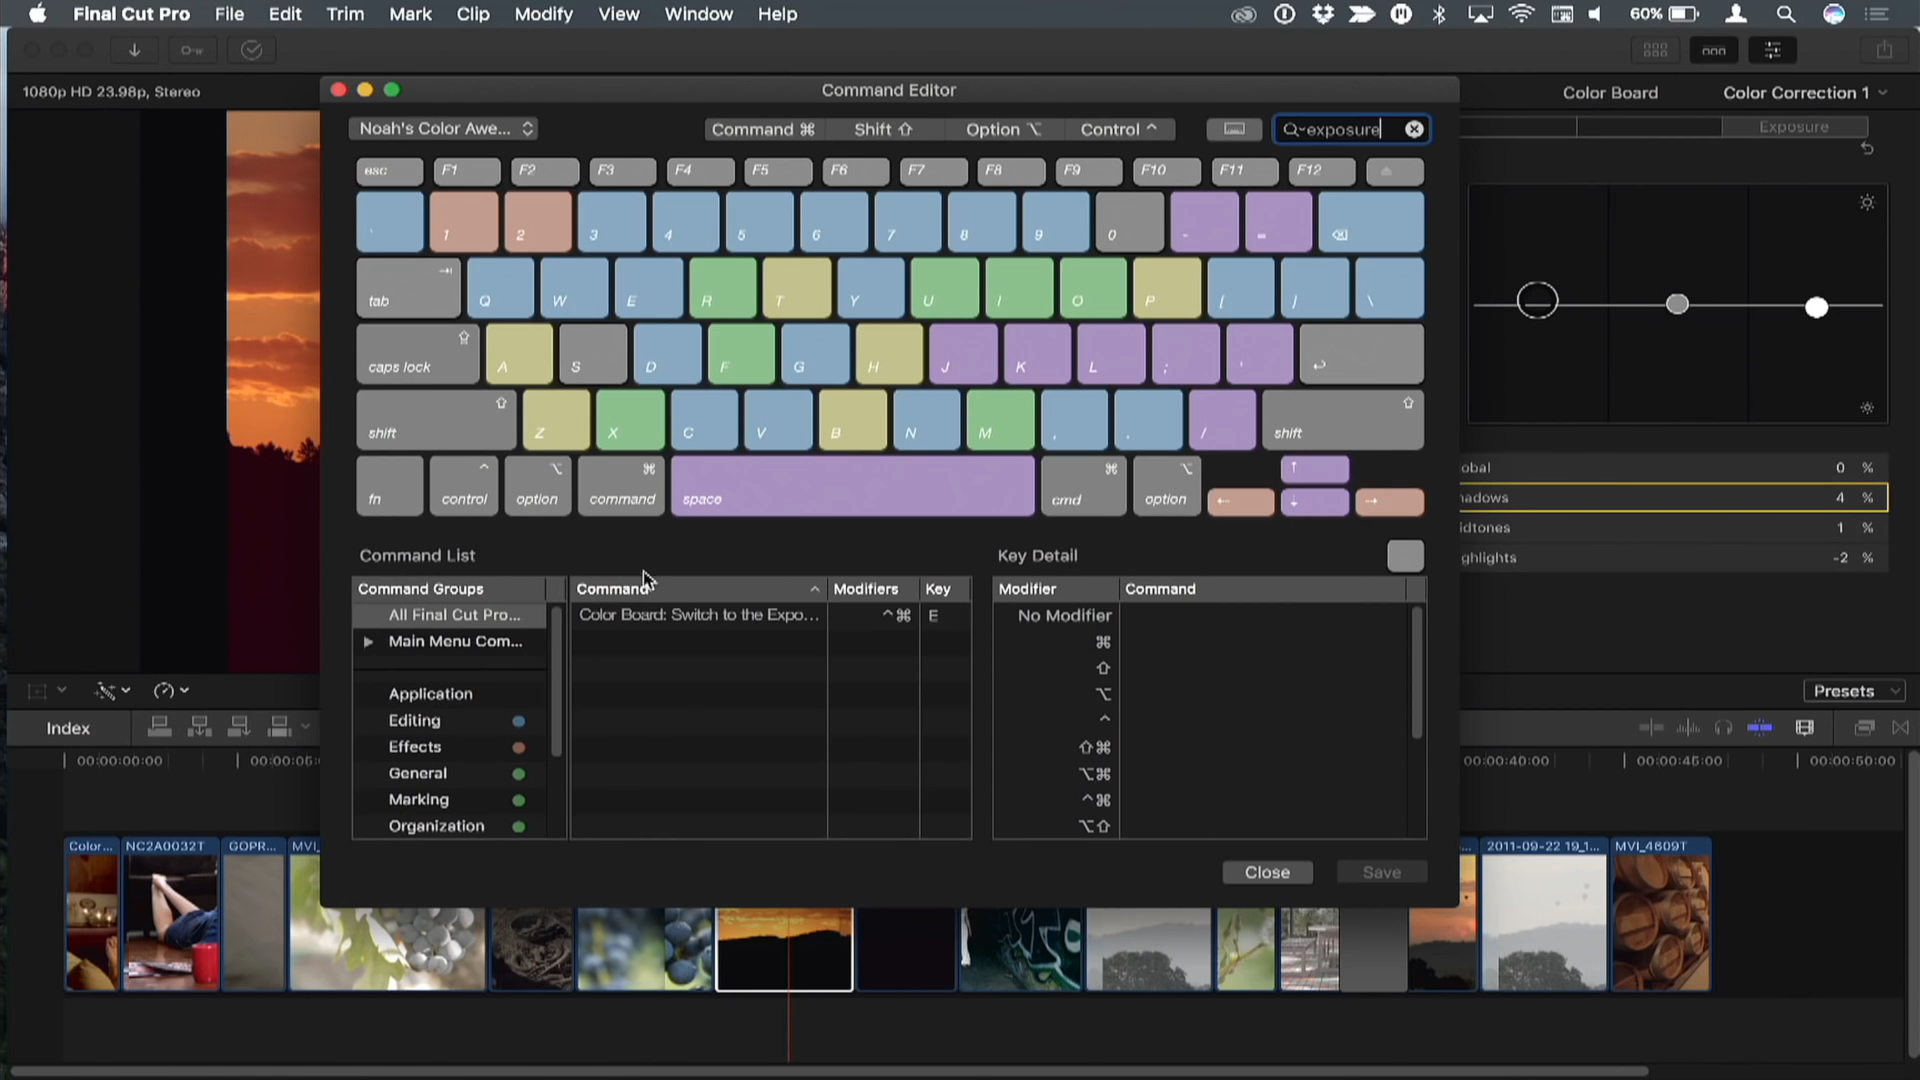 Final Cut Pro File Edit Trim Mark Clip Modify View Window Help 60%
1080p HD 23.98p, Stereo
Command Editor
Color Board Color Correction 1
Noah's Color Awe...
Command ⌘ Shift ⇧ Option ⌥ Control ^
exposure
Exposure
esc F1 F2 F3 F4 F5 F6 F7 F8 F9 F10 F11 F12
` 1 2 3 4 5 6 7 8 9 0 - =
tab Q W E R T Y U I O P [ ] \
caps lock A S D F G H J K L ; '
shift Z X C V B N M , . / shift
fn control option command space cmd option
obal 0 %
hadows 4 %
idtones 1 %
ghlights -2 %
Command List
Key Detail
Command Groups Command Modifiers Key
Modifier Command
All Final Cut Pro... Color Board: Switch to the Expo... ^⌘ E
Main Menu Com...
Application
Editing
Effects
General
Marking
Organization
No Modifier
⌘
⇧
⌥
^
⇧⌘
⌥⌘
^⌘
⌥⇧
Presets
Index
00:00:00:00 00:00:05:0 00:00:40:00 00:00:45:00 00:00:50:00
Close Save
Color... NC2A0032T GOPR... MVI_ 2011-09-22 19_1... MVI_4609T